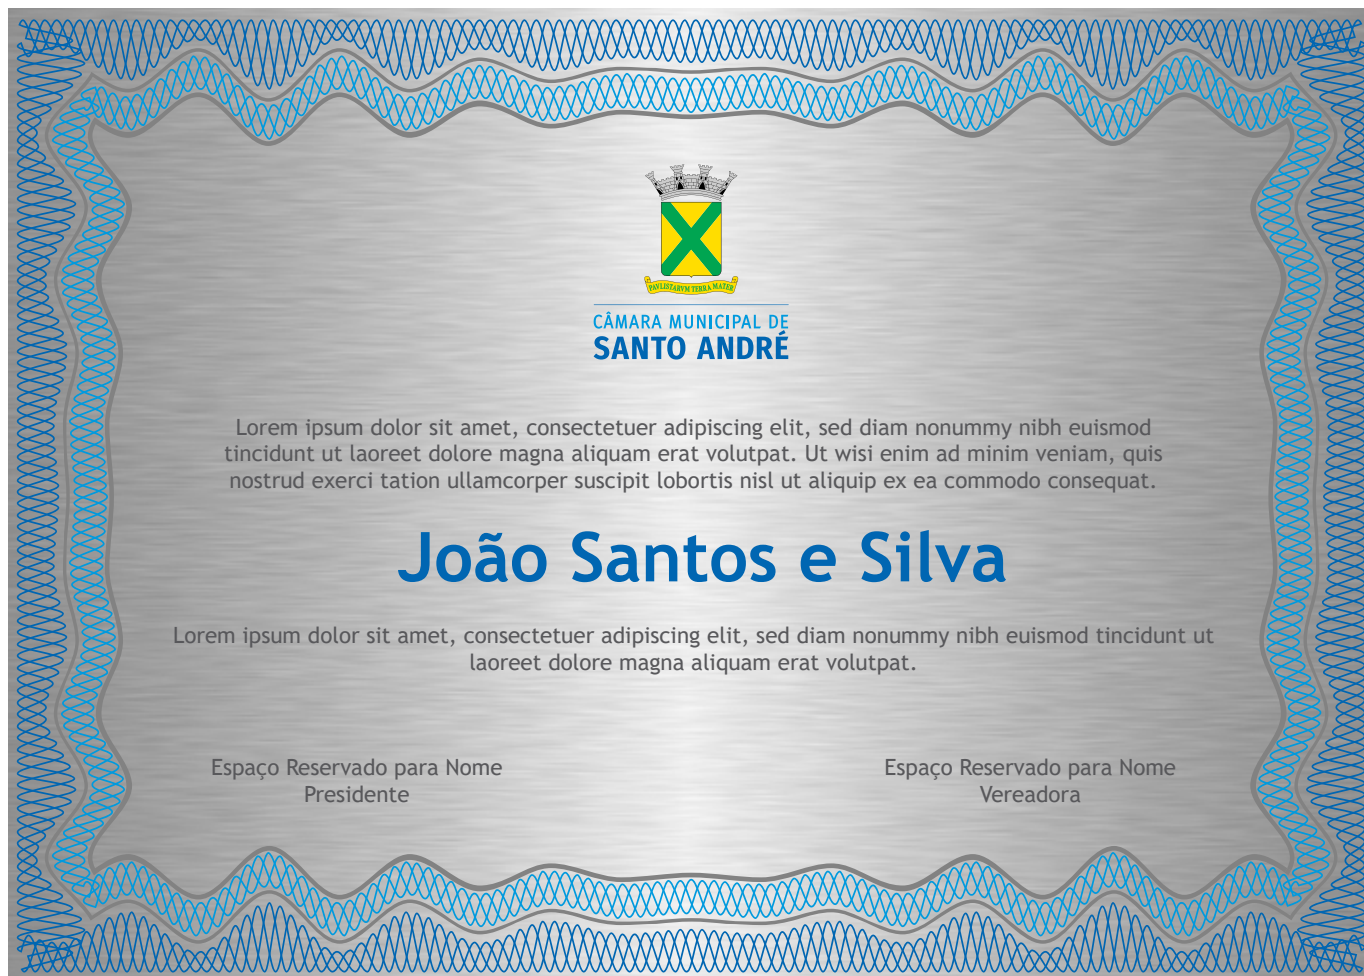 PAVLISTARVM TERRA MATER
CÂMARA MUNICIPAL DE
SANTO ANDRÉ
Lorem ipsum dolor sit amet, consectetuer adipiscing elit, sed diam nonummy nibh euismod
tincidunt ut laoreet dolore magna aliquam erat volutpat. Ut wisi enim ad minim veniam, quis
nostrud exerci tation ullamcorper suscipit lobortis nisl ut aliquip ex ea commodo consequat.
João Santos e Silva
Lorem ipsum dolor sit amet, consectetuer adipiscing elit, sed diam nonummy nibh euismod tincidunt ut
laoreet dolore magna aliquam erat volutpat.
Espaço Reservado para Nome
Presidente
Espaço Reservado para Nome
Vereadora